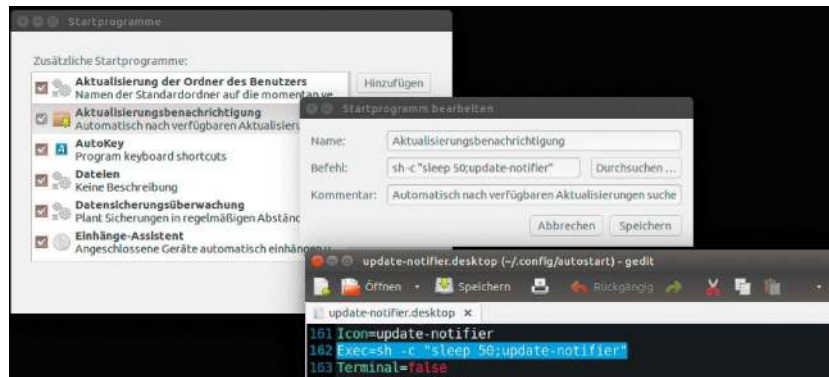 Startprogramme
Zusätzliche Startprogramme:
Aktualisierung der Ordner des Benutzers
Namen der Standardordner auf die momentan ve
Hinzufügen
Aktualisierungsbenachrichtigung
Automatisch nach verfügbaren Aktualisieru
AutoKey
Program keyboard shortcuts
Dateien
Keine Beschreibung
Datensicherungsüberwachung
Plant Sicherungen in regelmäßigen Abständ
Einhänge-Assistent
Angeschlossene Geräte automatisch einhängen u
Startprogramm bearbeiten
Name: Aktualisierungsbenachrichtigung
Befehl: sh -c "sleep 50;update-notifier" Durchsuchen ...
Kommentar: Automatisch nach verfügbaren Aktualisierungen suche
Abbrechen Speichern
update-notifier.desktop (~/.config/autostart) - gedit
Öffnen Speichern Rückgängig
update-notifier.desktop ×
161 Icon=update-notifier
162 Exec=sh -c "sleep 50;update-notifier"
163 Terminal=false